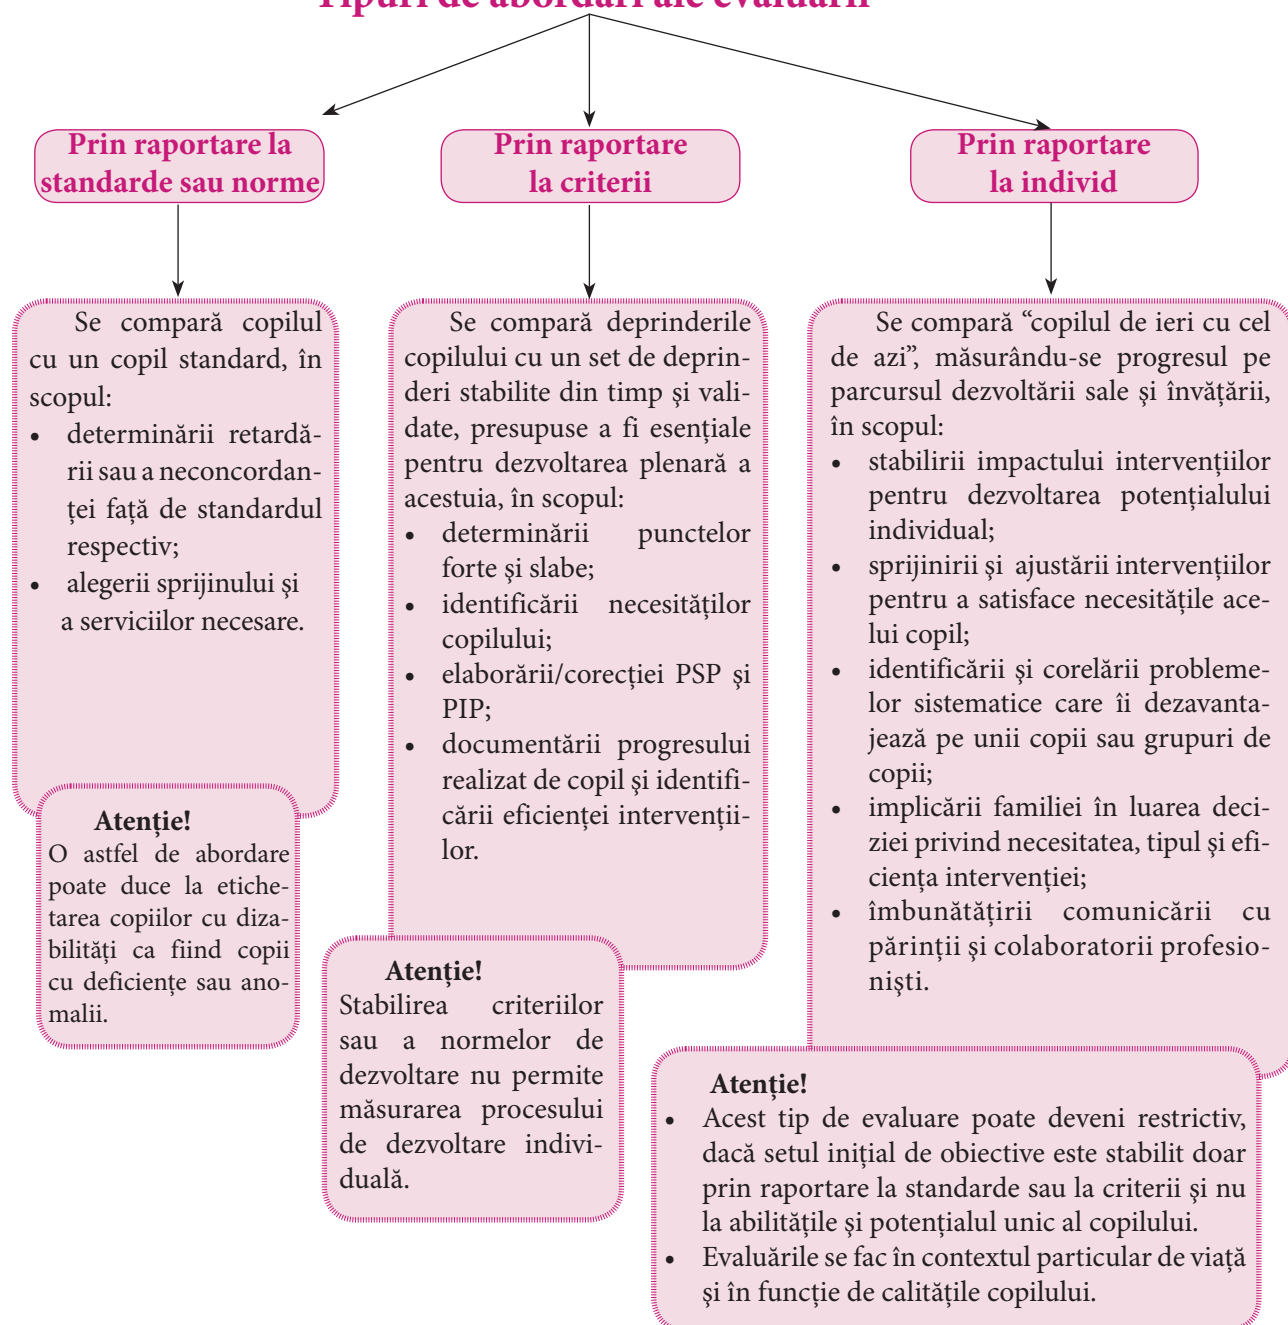 Tipuri de abordări ale evaluării
Prin raportare la
standarde sau norme
Prin raportare
la criterii
Prin raportare
la individ
Se compară copilul
cu un copil standard, în
scopul:
• determinării retardă-
rii sau a neconcordan-
ței față de standardul
respectiv;
• alegerii sprijinului și
a serviciilor necesare.
Atenție!
O astfel de abordare
poate duce la etiche-
tarea copiilor cu diza-
bilități ca fiind copii
cu deficiențe sau ano-
malii.
Se compară deprinderile
copilului cu un set de deprin-
deri stabilite din timp și vali-
date, presupuse a fi esențiale
pentru dezvoltarea plenară a
acestuia, în scopul:
• determinării punctelor
forte și slabe;
• identificării necesităților
copilului;
• elaborării/corecției PSP și
PIP;
• documentării progresului
realizat de copil și identifi-
cării eficienței intervenții-
lor.
Atenție!
Stabilirea criteriilor
sau a normelor de
dezvoltare nu permite
măsurarea procesului
de dezvoltare indivi-
duală.
Se compară “copilul de ieri cu cel
de azi”, măsurându-se progresul pe
parcursul dezvoltării sale și învățării,
în scopul:
• stabilirii impactului intervențiilor
pentru dezvoltarea potențialului
individual;
• sprijinirii și ajustării intervențiilor
pentru a satisface necesitățile ace-
lui copil;
• identificării și corelării probleme-
lor sistematice care îi dezavanta-
jează pe unii copii sau grupuri de
copii;
• implicării familiei în luarea deci-
ziei privind necesitatea, tipul și efi-
ciența intervenției;
• îmbunătățirii comunicării cu
părinții și colaboratorii profesio-
niști.
Atenție!
• Acest tip de evaluare poate deveni restrictiv,
dacă setul inițial de obiective este stabilit doar
prin raportare la standarde sau la criterii și nu
la abilitățile și potențialul unic al copilului.
• Evaluările se fac în contextul particular de viață
și în funcție de calitățile copilului.